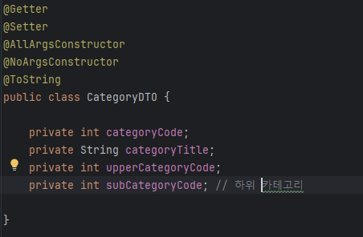 @Getter
@Setter
@AllArgsConstructor
@NoArgsConstructor
@ToString
public class CategoryDTO {
private int categoryCode;
private String categoryTitle;
private int upperCategoryCode;
private int subCategoryCode; // 하위 카테고리
}